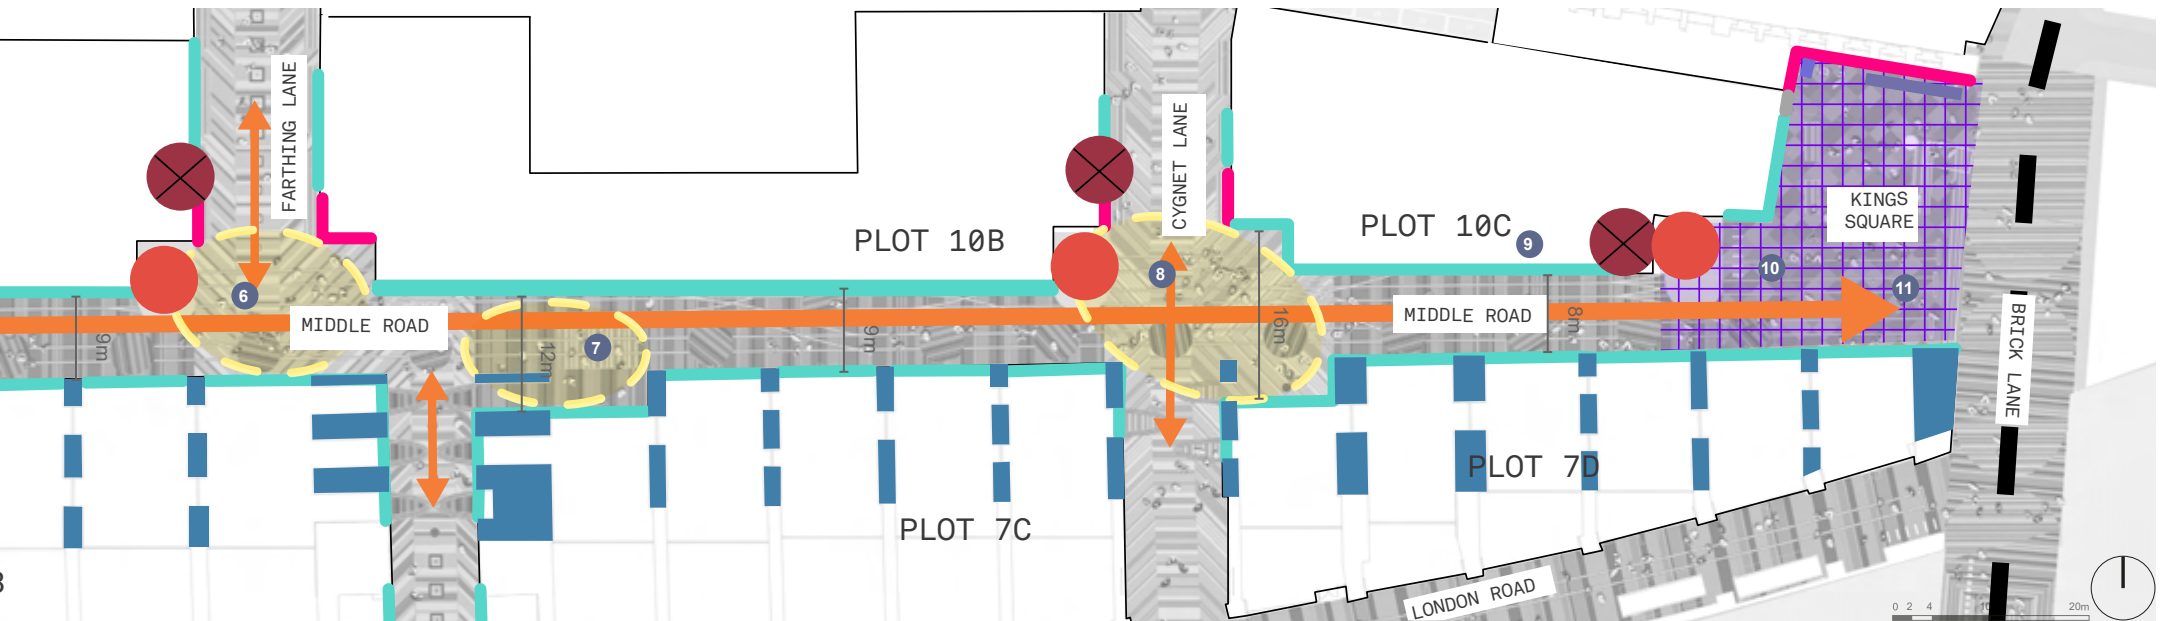 FARTHING LANE
CYGNET LANE
KINGS
SQUARE
PLOT 10B
PLOT 10C
9
10
11
8
6
7
MIDDLE ROAD
MIDDLE ROAD
9m
12m
9m
16m
8m
BRICK LANE
PLOT 7D
PLOT 7C
LONDON ROAD
0 2 4 10 20m